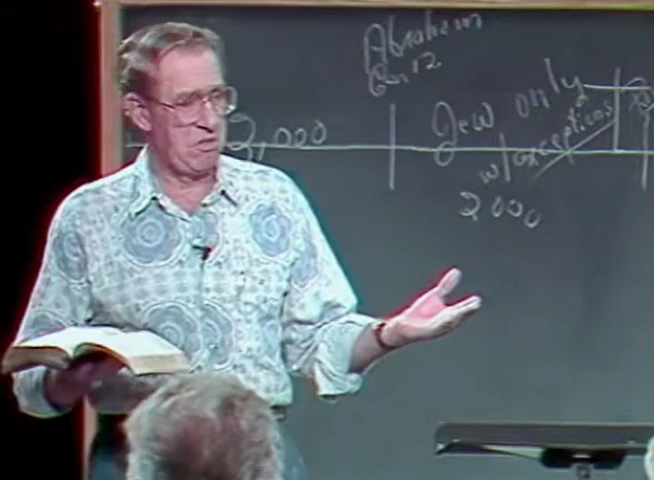 Abraham
Gen 12
2,000
Jew only
w/ exceptions
2000